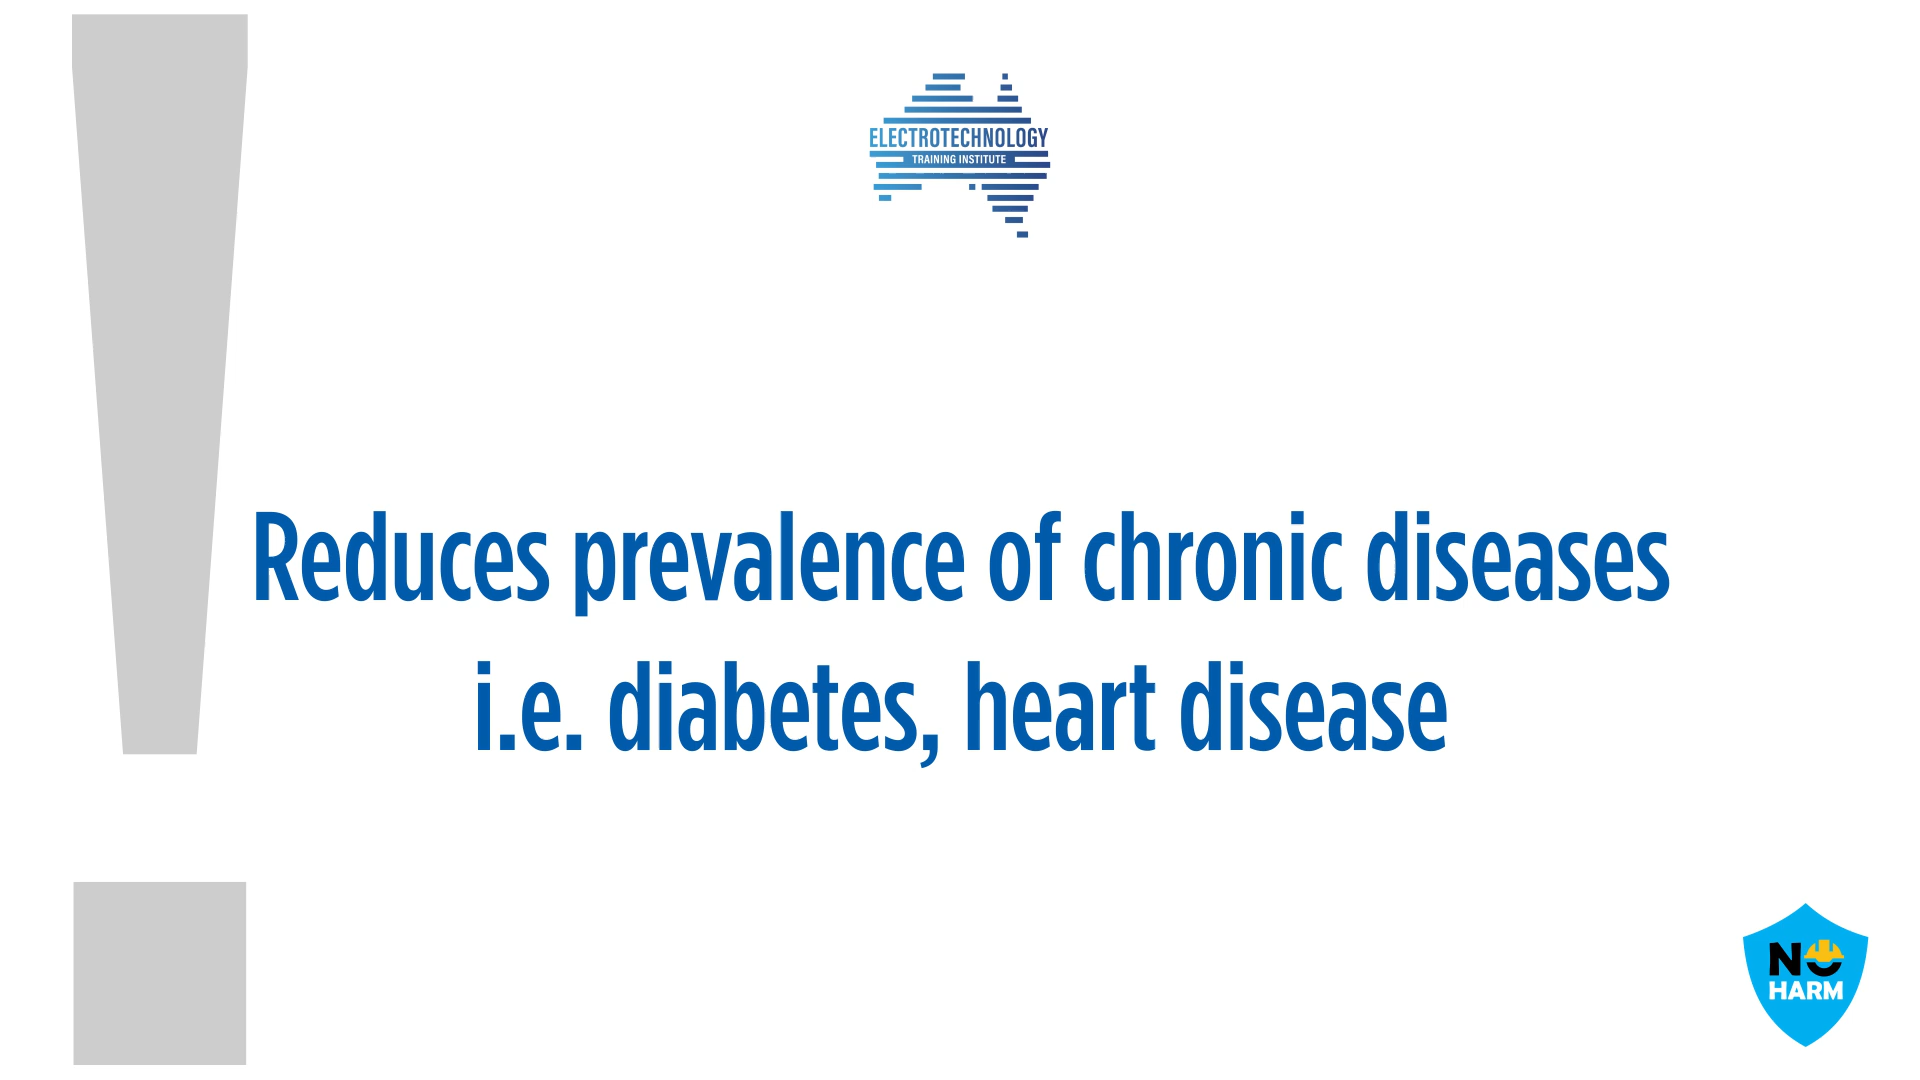 ELECTROTECHNOLOGY
TRAINING INSTITUTE
Reduces prevalence of chronic diseases
i.e. diabetes, heart disease
NO
HARM